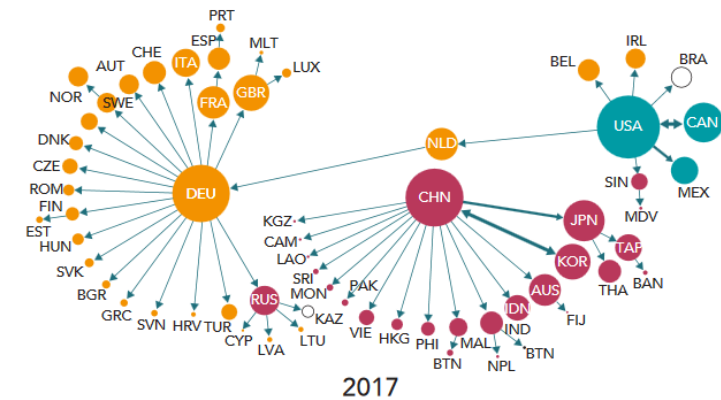 PRT
ESP
MLT
CHE
ITA
AUT
LUX
GBR
NOR
SWE
FRA
IRL
BEL
BRA
USA
CAN
DNK
NLD
CZE
SIN
MEX
ROM
DEU
CHN
MDV
FIN
EST
KGZ
JPN
HUN
CAM
TAP
LAO
KOR
SVK
SRI
BAN
MON
THA
BGR
RUS
PAK
AUS
GRC
KAZ
IDN
FIJ
SVN
HRV
TUR
VIE
HKG
PHI
MAL
IND
CYP
LVA
LTU
BTN
NPL
BTN
2017